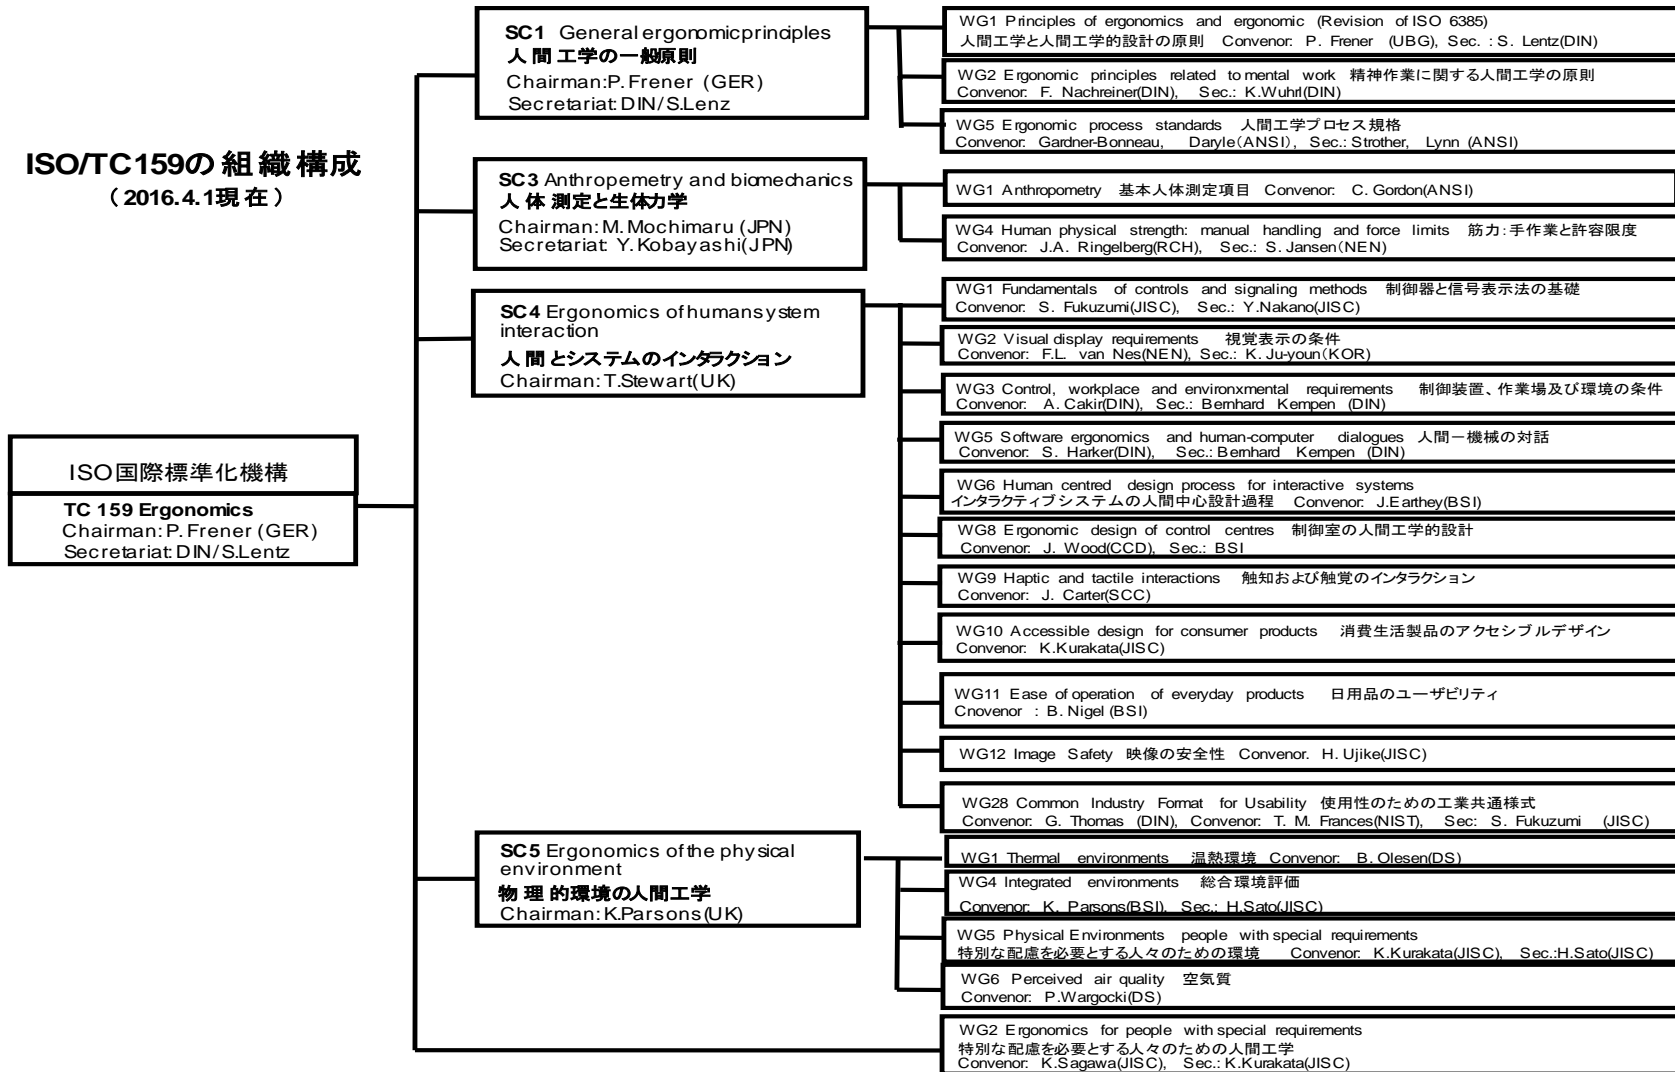 ISO/TC159の組織構成
（2016.4.1現在）
ISO国際標準化機構
TC 159 Ergonomics
Chairman: P. Frener (GER)
Secretariat: DIN/S.Lentz
SC1 General ergonomic principles
人間工学の一般原則
Chairman: P. Frener (GER)
Secretariat: DIN/S.Lenz
WG1 Principles of ergonomics and ergonomic (Revision of ISO 6385)
人間工学と人間工学的設計の原則 Convenor: P. Frener (UBG), Sec. : S. Lentz(DIN)
WG2 Ergonomic principles related to mental work 精神作業に関する人間工学の原則
Convenor: F. Nachreiner(DIN), Sec.: K.Wuhrl(DIN)
WG5 Ergonomic process standards 人間工学プロセス規格
Convenor: Gardner-Bonneau, Daryle(ANSI), Sec.: Strother, Lynn (ANSI)
SC3 Anthropemetry and biomechanics
人体測定と生体力学
Chairman: M. Mochimaru (JPN)
Secretariat: Y. Kobayashi(JPN)
WG1 Anthropometry 基本人体測定項目 Convenor: C. Gordon(ANSI)
WG4 Human physical strength: manual handling and force limits 筋力：手作業と許容限度
Convenor: J.A. Ringelberg(RCH), Sec.: S. Jansen(NEN)
SC4 Ergonomics of human system
interaction
人間とシステムのインタラクション
Chairman: T.Stewart(UK)
WG1 Fundamentals of controls and signaling methods 制御器と信号表示法の基礎
Convenor: S. Fukuzumi(JISC), Sec.: Y.Nakano(JISC)
WG2 Visual display requirements 視覚表示の条件
Convenor: F.L. van Nes(NEN), Sec.: K. Ju-youn(KOR)
WG3 Control, workplace and environxmental requirements 制御装置、作業場及び環境の条件
Convenor: A. Cakir(DIN), Sec.: Bernhard Kempen (DIN)
WG5 Software ergonomics and human-computer dialogues 人間－機械の対話
Convenor: S. Harker(DIN), Sec.: Bernhard Kempen (DIN)
WG6 Human centred design process for interactive systems
インタラクティブシステムの人間中心設計過程 Convenor: J.Earthey(BSI)
WG8 Ergonomic design of control centres 制御室の人間工学的設計
Convenor: J. Wood(CCD), Sec.: BSI
WG9 Haptic and tactile interactions 触知および触覚のインタラクション
Convenor: J. Carter(SCC)
WG10 Accessible design for consumer products 消費生活製品のアクセシブルデザイン
Convenor: K.Kurakata(JISC)
WG11 Ease of operation of everyday products 日用品のユーザビリティ
Cnovenor : B. Nigel (BSI)
WG12 Image Safety 映像の安全性 Convenor. H. Ujike(JISC)
WG28 Common Industry Format for Usability 使用性のための工業共通様式
Convenor: G. Thomas (DIN), Convenor: T. M. Frances(NIST), Sec: S. Fukuzumi (JISC)
SC5 Ergonomics of the physical
environment
物理的環境の人間工学
Chairman: K.Parsons(UK)
WG1 Thermal environments 温熱環境 Convenor: B. Olesen(DS)
WG4 Integrated environments 総合環境評価
Convenor: K. Parsons(BSI), Sec.: H.Sato(JISC)
WG5 Physical Environments people with special requirements
特別な配慮を必要とする人々のための環境 Convenor: K.Kurakata(JISC), Sec.:H.Sato(JISC)
WG6 Perceived air quality 空気質
Convenor: P.Wargocki(DS)
WG2 Ergonomics for people with special requirements
特別な配慮を必要とする人々のための人間工学
Convenor: K.Sagawa(JISC), Sec.: K.Kurakata(JISC)